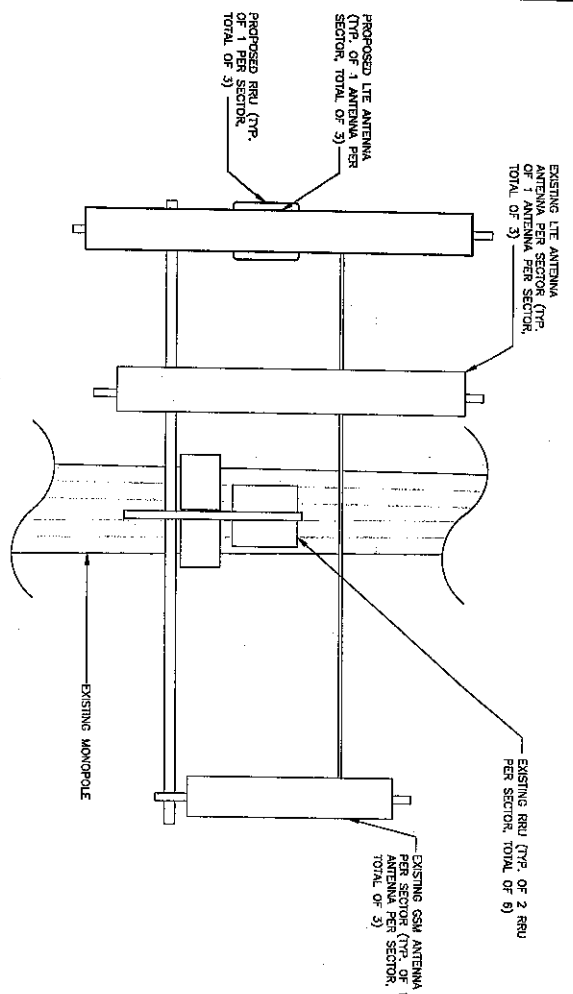 EXISTING LTE ANTENNA
ANTENNA PER SECTOR (TYP.
OF 1 ANTENNA PER SECTOR,
TOTAL OF 3)
PROPOSED LTE ANTENNA
(TYP. OF 1 ANTENNA PER
SECTOR, TOTAL OF 3)
PROPOSED RRU (TYP.
OF 1 PER SECTOR,
TOTAL OF 3)
EXISTING RRU (TYP. OF 2 RRU
PER SECTOR, TOTAL OF 6)
EXISTING GSM ANTENNA
PER SECTOR (TYP. OF 1
ANTENNA PER SECTOR,
TOTAL OF 3)
EXISTING MONOPOLE